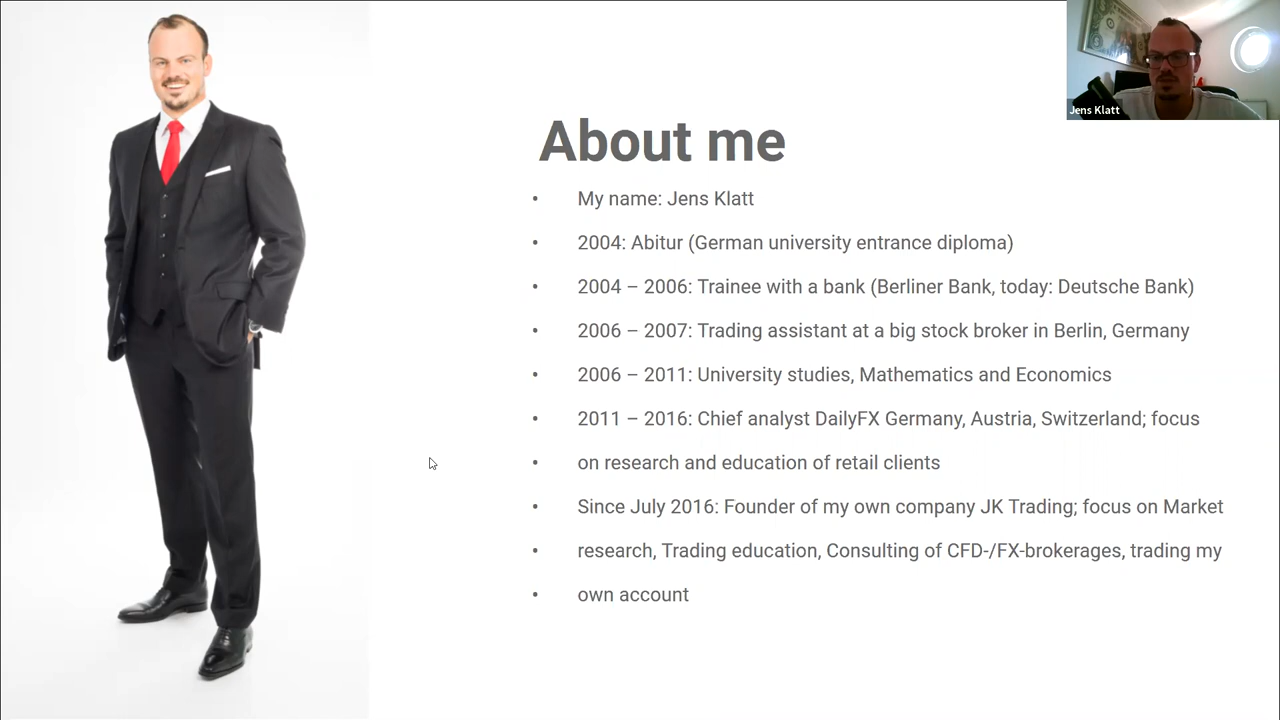 Jens Klatt
About me
• My name: Jens Klatt
• 2004: Abitur (German university entrance diploma)
• 2004 – 2006: Trainee with a bank (Berliner Bank, today: Deutsche Bank)
• 2006 – 2007: Trading assistant at a big stock broker in Berlin, Germany
• 2006 – 2011: University studies, Mathematics and Economics
• 2011 – 2016: Chief analyst DailyFX Germany, Austria, Switzerland; focus
• on research and education of retail clients
• Since July 2016: Founder of my own company JK Trading; focus on Market
• research, Trading education, Consulting of CFD-/FX-brokerages, trading my
• own account